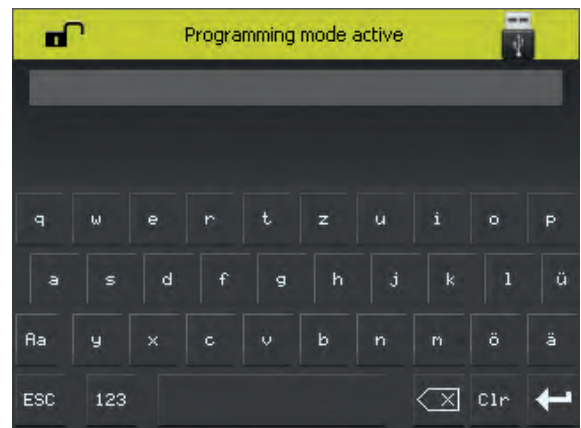 Programming mode active
q w e r t z u i o p
a s d f g h j k l ü
Aa y x c v b n m ö ä
ESC 123 Clr